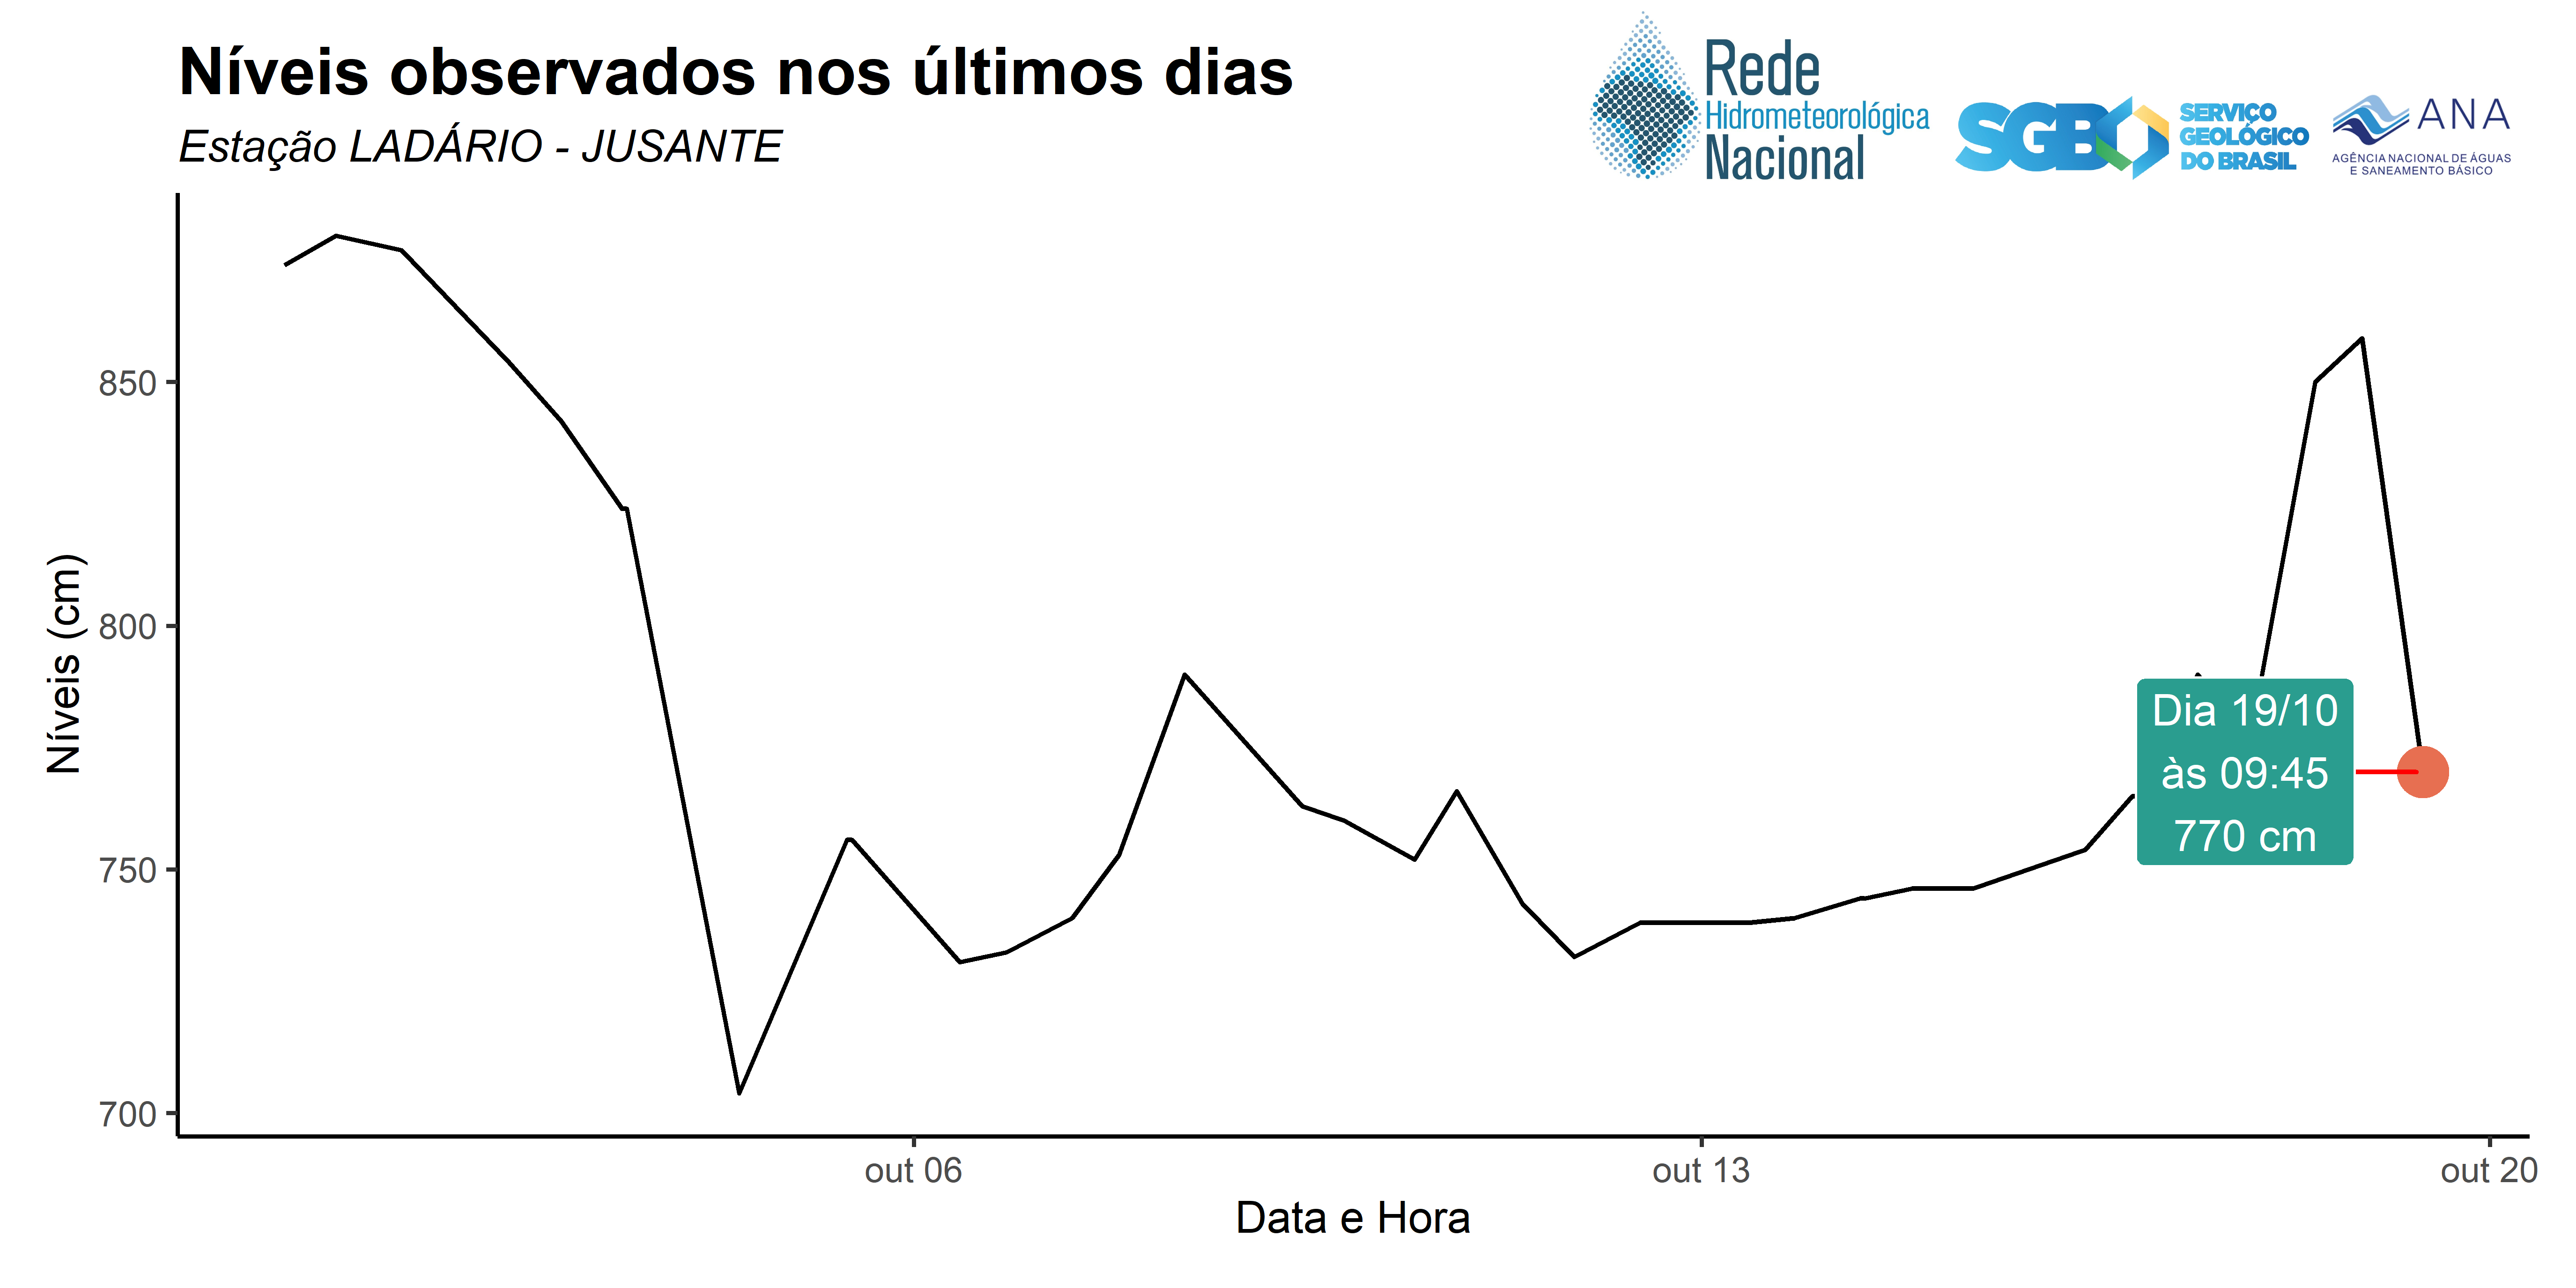 Níveis observados nos últimos dias
Estação LADÁRIO - JUSANTE
Rede
Hidrometeorológica
Nacional
SGB
SERVIÇO
GEOLÓGICO
DO BRASIL
ANA
AGÊNCIA NACIONAL DE ÁGUAS
E SANEAMENTO BÁSICO
Níveis (cm)
850
800
750
700
Dia 19/10
às 09:45
770 cm
out 06
out 13
out 20
Data e Hora